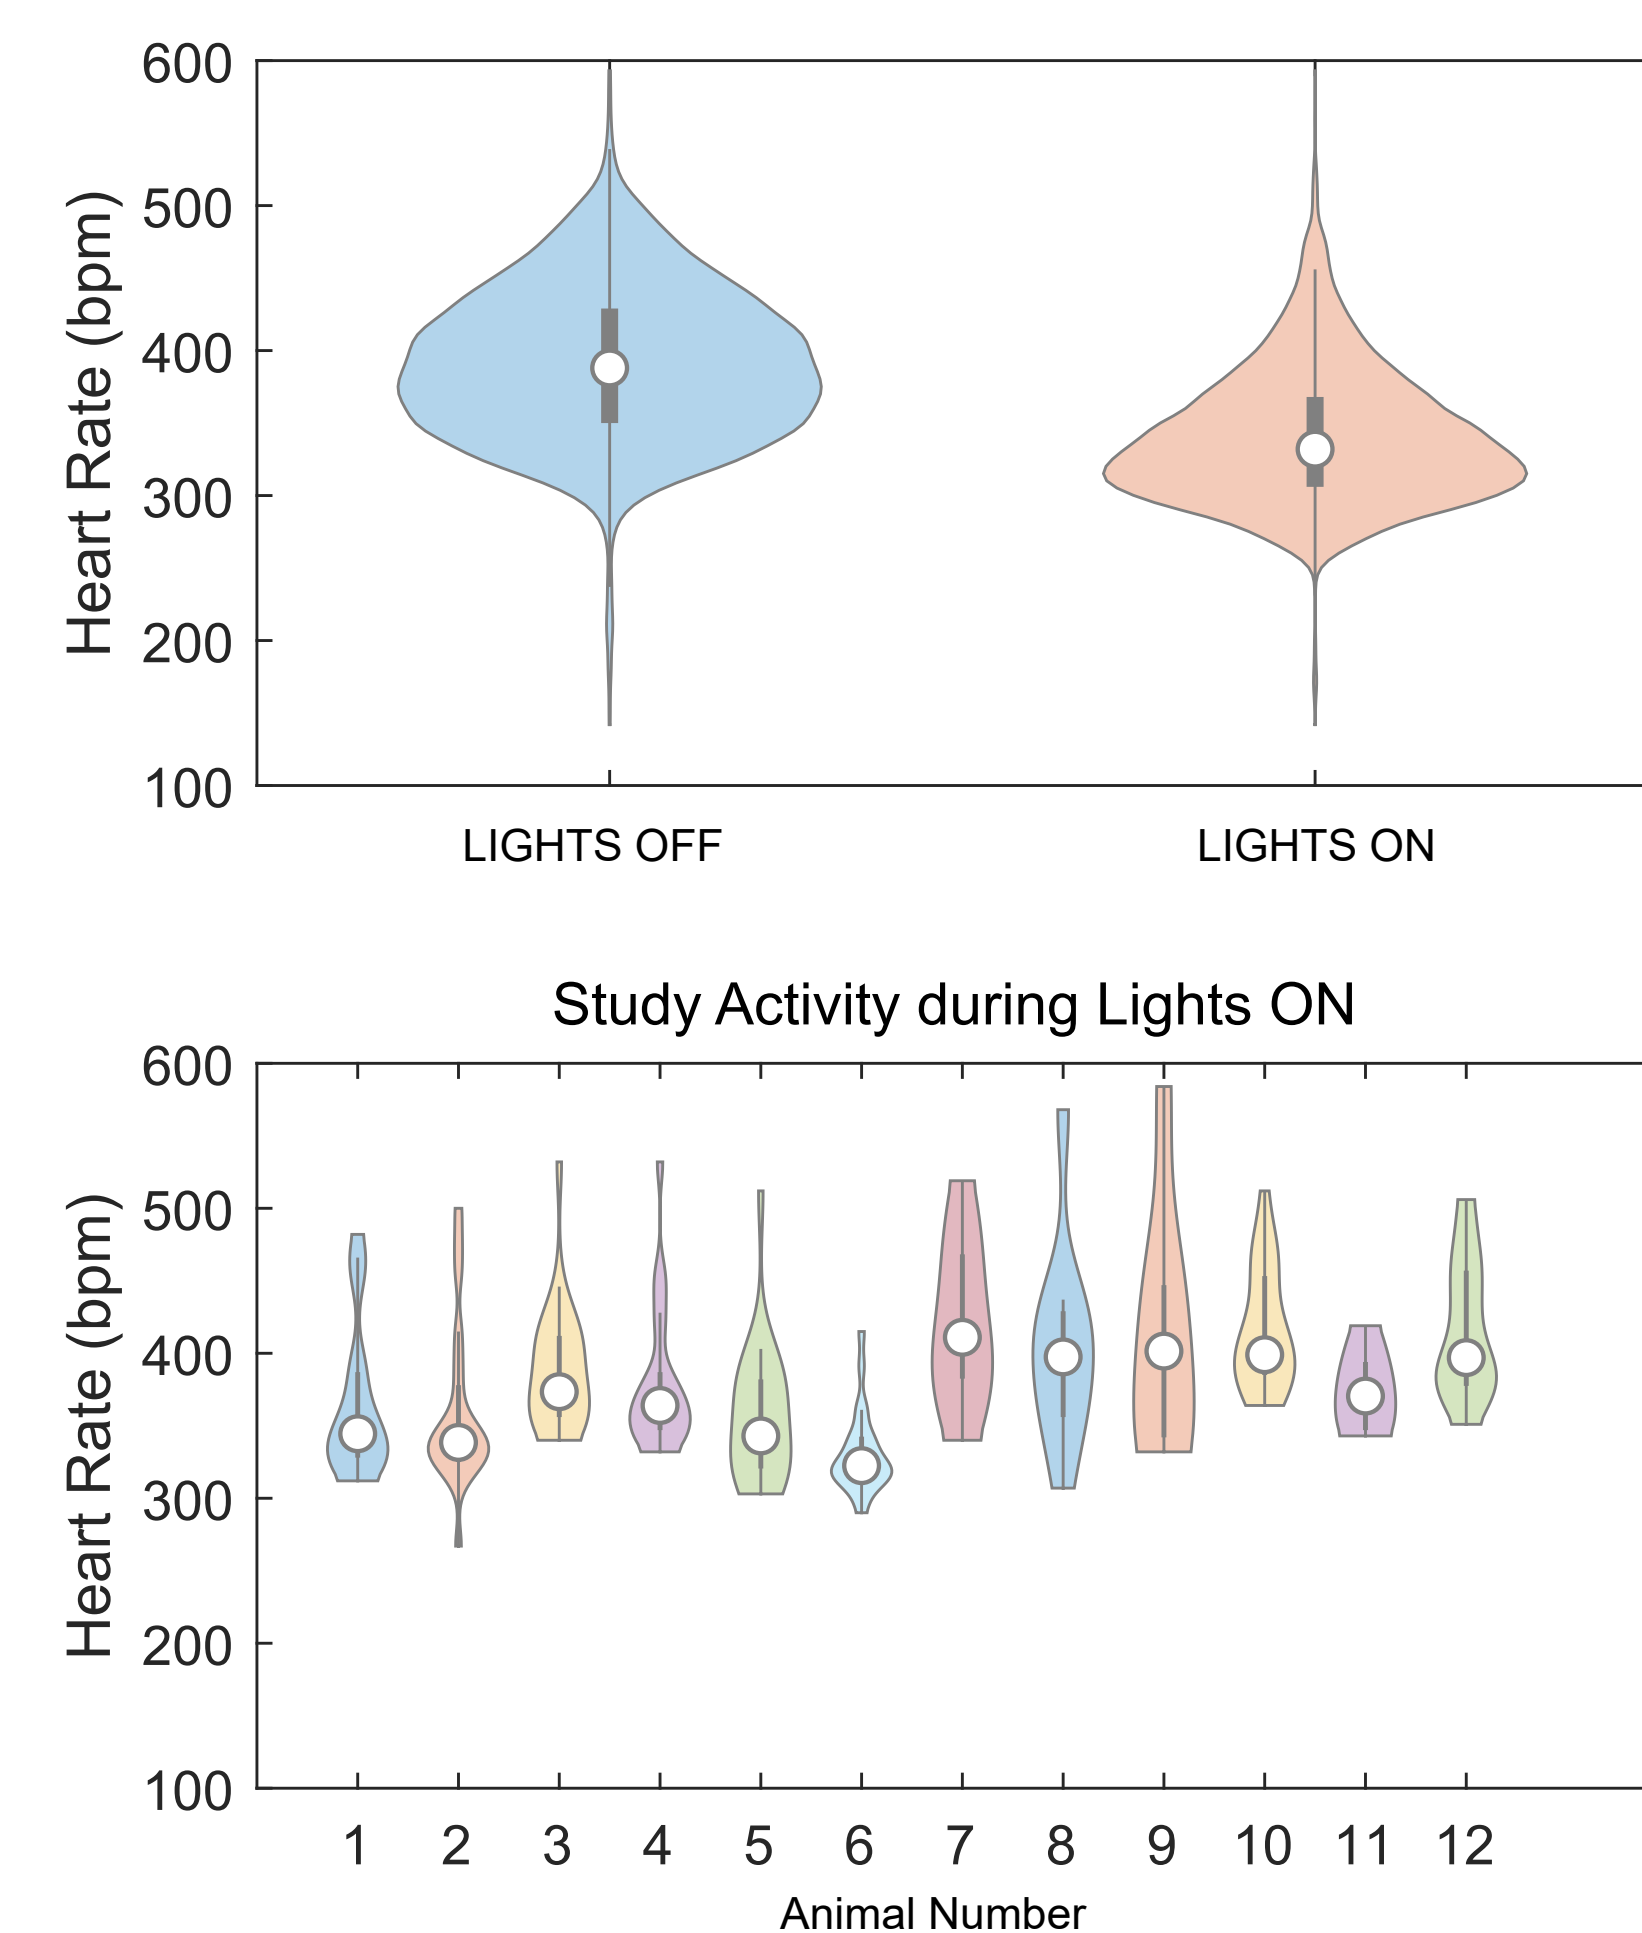 600
500
400
300
200
100
Heart Rate (bpm)
LIGHTS OFF
LIGHTS ON
Study Activity during Lights ON
600
500
400
300
200
100
Heart Rate (bpm)
1 2 3 4 5 6 7 8 9 10 11 12
Animal Number